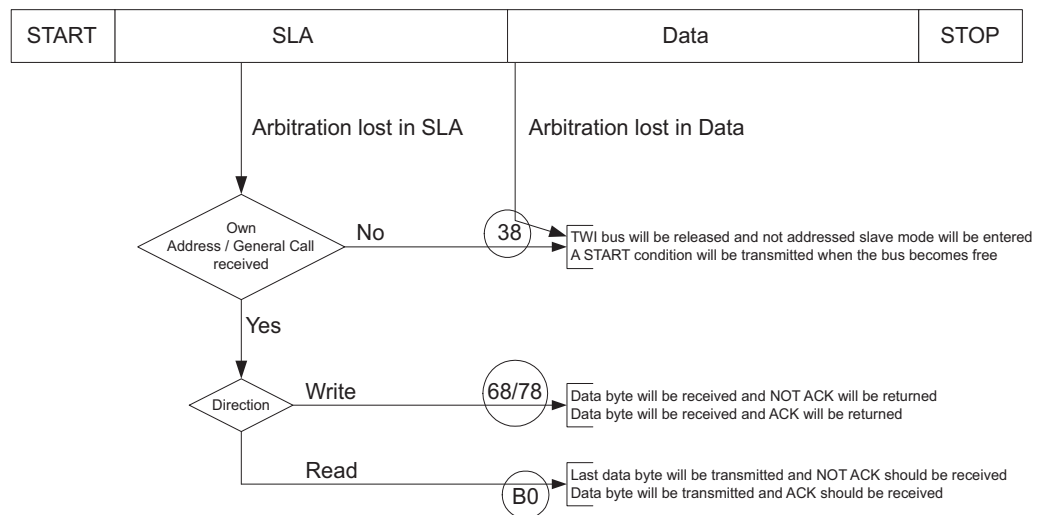 START SLA Data STOP
Arbitration lost in SLA Arbitration lost in Data
Own
Address / General Call
received
No
38
TWI bus will be released and not addressed slave mode will be entered
A START condition will be transmitted when the bus becomes free
Yes
Direction
Write
68/78
Data byte will be received and NOT ACK will be returned
Data byte will be received and ACK will be returned
Read
B0
Last data byte will be transmitted and NOT ACK should be received
Data byte will be transmitted and ACK should be received